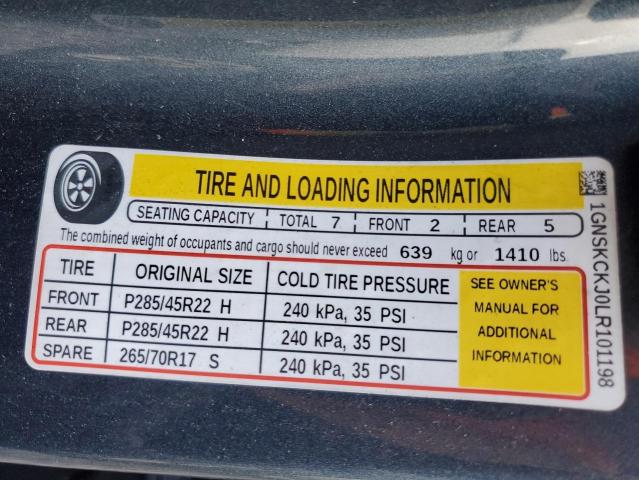 TIRE AND LOADING INFORMATION
SEATING CAPACITY TOTAL 7 FRONT 2 REAR 5
The combined weight of occupants and cargo should never exceed 639 kg or 1410 lbs.
TIRE ORIGINAL SIZE COLD TIRE PRESSURE
FRONT P285/45R22 H 240 kPa, 35 PSI
REAR P285/45R22 H 240 kPa, 35 PSI
SPARE 265/70R17 S 240 kPa, 35 PSI
SEE OWNER'S
MANUAL FOR
ADDITIONAL
INFORMATION
1GNSKCKJ0LR101198